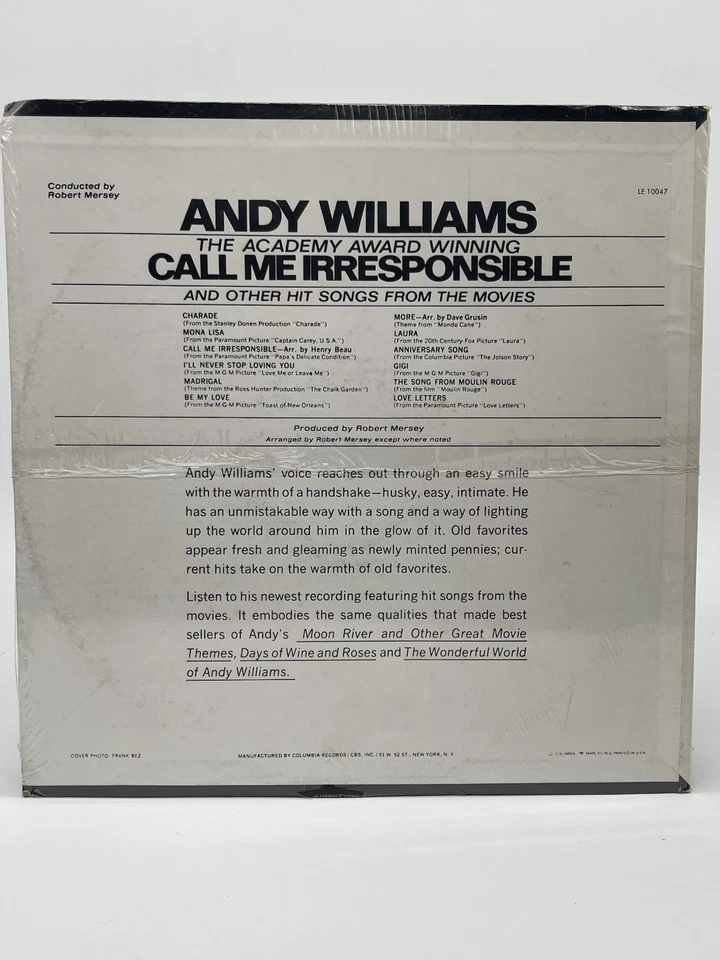 Conducted by
Robert Mersey
LE 10047
ANDY WILLIAMS
THE ACADEMY AWARD WINNING
CALL ME IRRESPONSIBLE
AND OTHER HIT SONGS FROM THE MOVIES
CHARADE
(From the Stanley Donen Production "Charade")
MONA LISA
(From the Paramount Picture "Captain Carey, U.S.A.")
CALL ME IRRESPONSIBLE—Arr. by Henry Beau
(From the Paramount Picture "Papa's Delicate Condition")
I'LL NEVER STOP LOVING YOU
(From the M-G-M Picture "Love Me or Leave Me")
MADRIGAL
(Theme from the Ross Hunter Production "The Chalk Garden")
BE MY LOVE
(From the M-G-M Picture "Toast of New Orleans")
MORE—Arr. by Dave Grusin
(Theme from "Mondo Cane")
LAURA
(From the 20th Century-Fox Picture "Laura")
ANNIVERSARY SONG
(From the Columbia Picture "The Jolson Story")
GIGI
(From the M-G-M Picture "Gigi")
THE SONG FROM MOULIN ROUGE
(From the film "Moulin Rouge")
LOVE LETTERS
(From the Paramount Picture "Love Letters")
Produced by Robert Mersey
Arranged by Robert Mersey except where noted
Andy Williams' voice reaches out through an easy smile
with the warmth of a handshake—husky, easy, intimate. He
has an unmistakable way with a song and a way of lighting
up the world around him in the glow of it. Old favorites
appear fresh and gleaming as newly minted pennies; cur-
rent hits take on the warmth of old favorites.
Listen to his newest recording featuring hit songs from the
movies. It embodies the same qualities that made best
sellers of Andy's Moon River and Other Great Movie
Themes, Days of Wine and Roses and The Wonderful World
of Andy Williams.
COVER PHOTO: FRANK BEZ
MANUFACTURED BY COLUMBIA RECORDS/CBS, INC./51 W. 52 ST., NEW YORK, N.Y.
COLUMBIA MARCAS REG. PRINTED IN U.S.A.